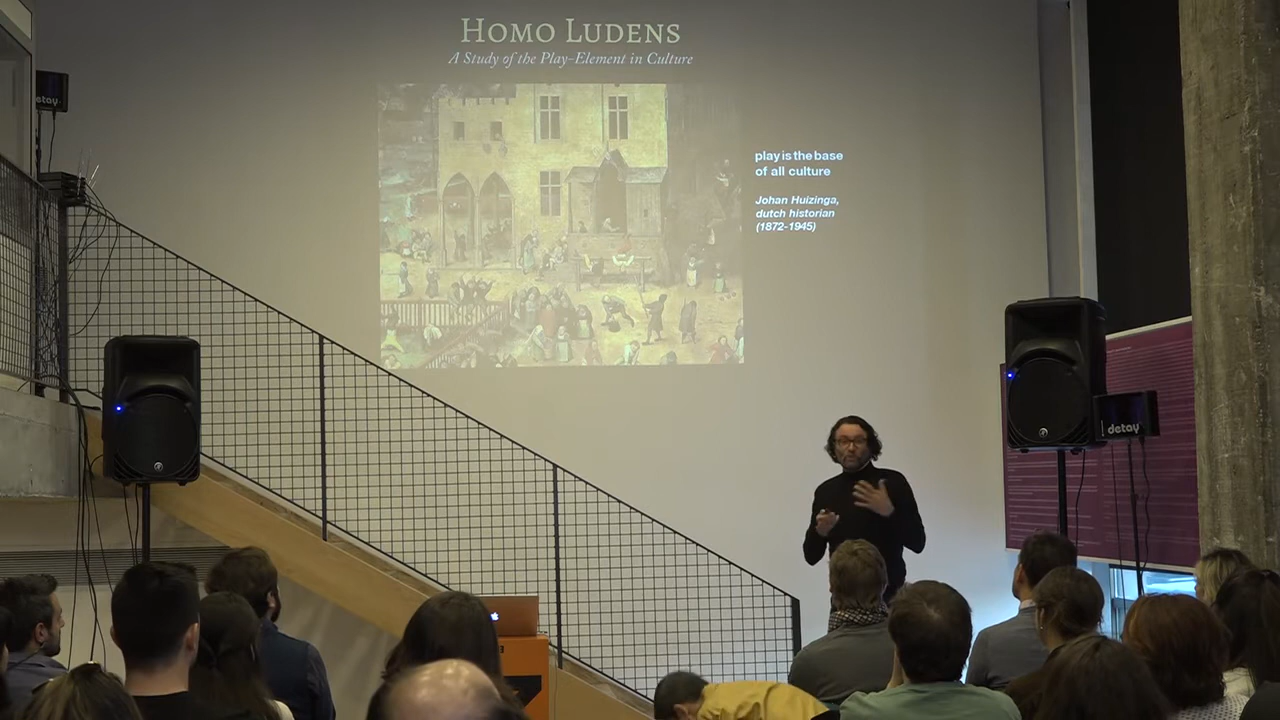 HOMO LUDENS
A Study of the Play-Element in Culture
play is the base
of all culture
Johan Huizinga,
dutch historian
(1872-1945)
etay
detay